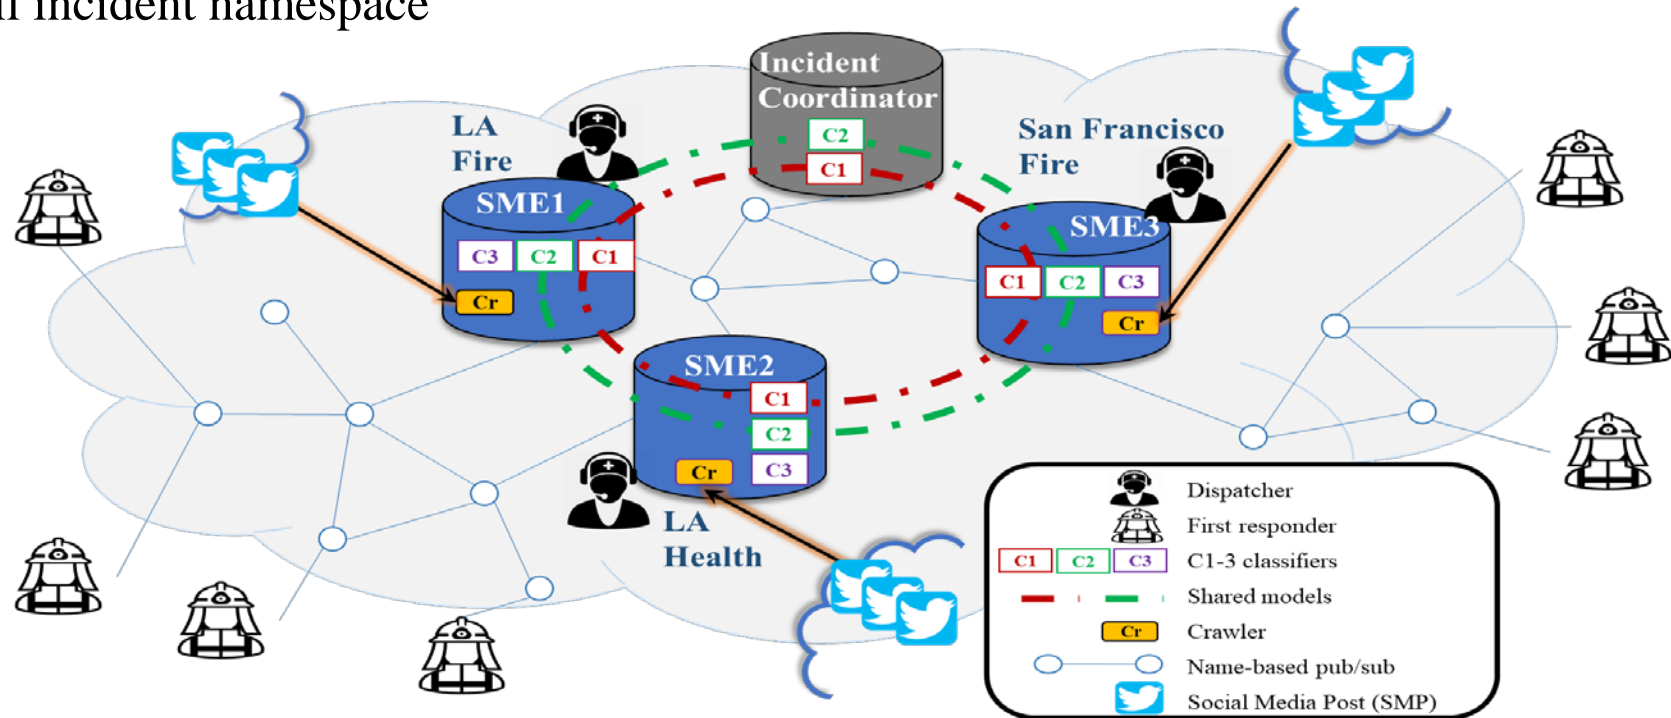 ll incident namespace
Incident
Coordinator
C2
C1
LA
Fire
San Francisco
Fire
SME1
C3 C2 C1
Cr
SME3
C1 C2 C3
Cr
SME2
C1
C2
C3
Cr
LA
Health
Dispatcher
First responder
C1 C2 C3 C1-3 classifiers
Shared models
Cr Crawler
Name-based pub/sub
Social Media Post (SMP)